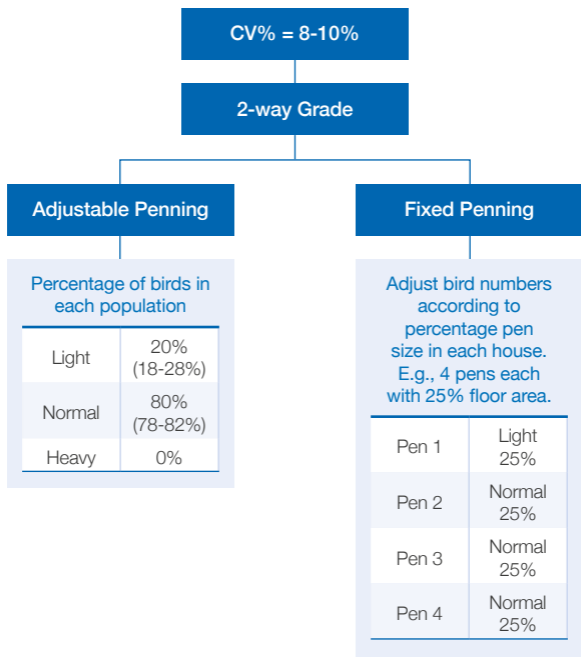 CV% = 8-10%
2-way Grade
Adjustable Penning
Percentage of birds in
each population
Light
20%
(18-28%)
Normal
80%
(78-82%)
Heavy
0%
Fixed Penning
Adjust bird numbers
according to
percentage pen
size in each house.
E.g., 4 pens each
with 25% floor area.
Pen 1
Light
25%
Pen 2
Normal
25%
Pen 3
Normal
25%
Pen 4
Normal
25%